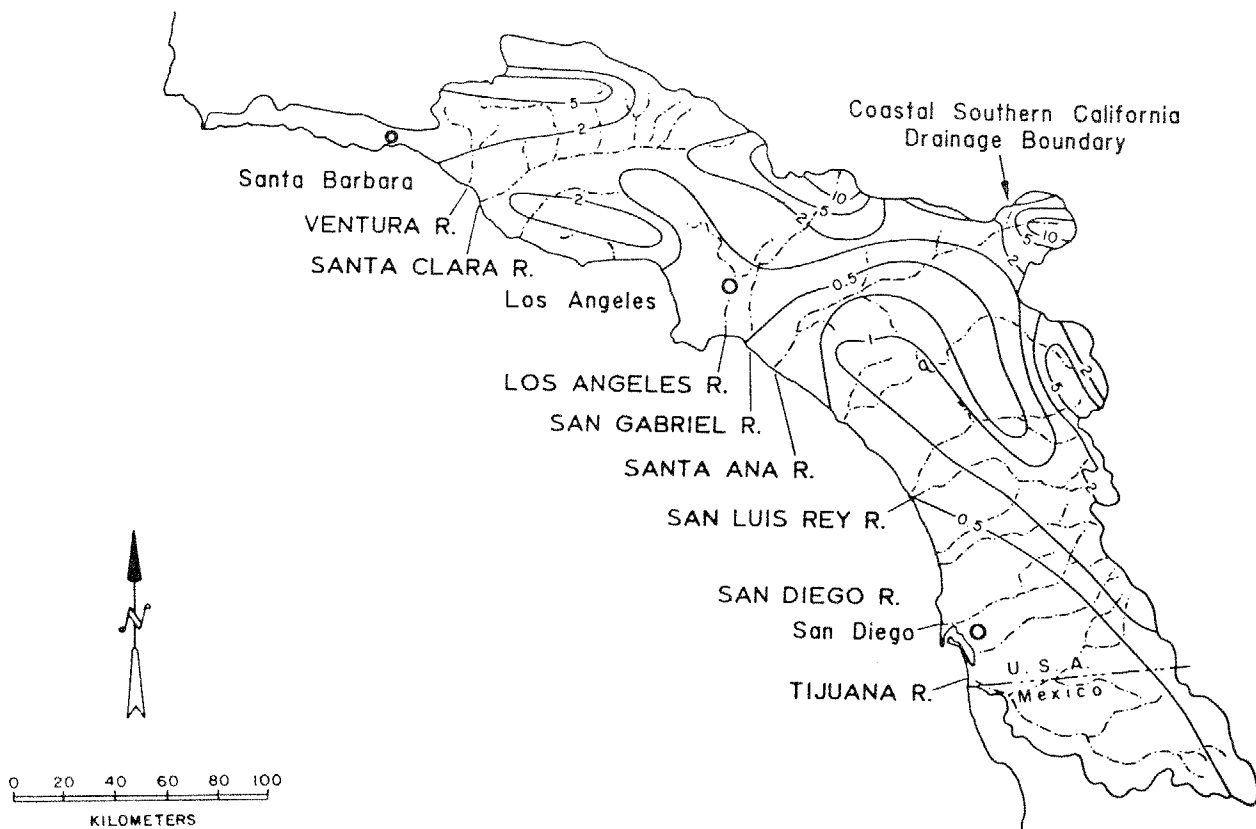 Coastal Southern California
Drainage Boundary
5
2
Santa Barbara
VENTURA R.
SANTA CLARA R.
2
2
5
10
5
2
10
Los Angeles
0.5
1
2
5
LOS ANGELES R.
SAN GABRIEL R.
SANTA ANA R.
SAN LUIS REY R.
2
0.5
SAN DIEGO R.
San Diego
TIJUANA R.
U.S.A.
Mexico
N
0 20 40 60 80 100
KILOMETERS